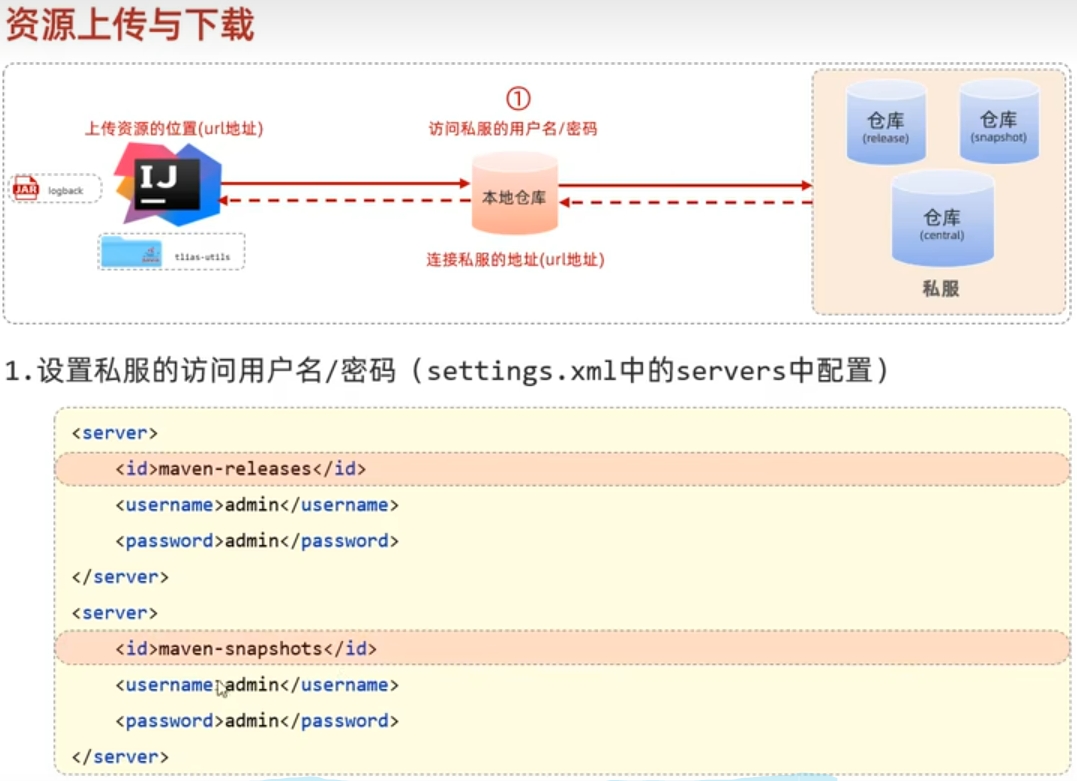 资源上传与下载
①
上传资源的位置(url地址)
访问私服的用户名/密码
仓库
(release)
仓库
(snapshot)
JAR
logback
IJ
本地仓库
仓库
(central)
tlias-utils
连接私服的地址(url地址)
私服
1.设置私服的访问用户名/密码（settings.xml中的servers中配置）
<server>
<id>maven-releases</id>
<username>admin</username>
<password>admin</password>
</server>
<server>
<id>maven-snapshots</id>
<username>admin</username>
<password>admin</password>
</server>